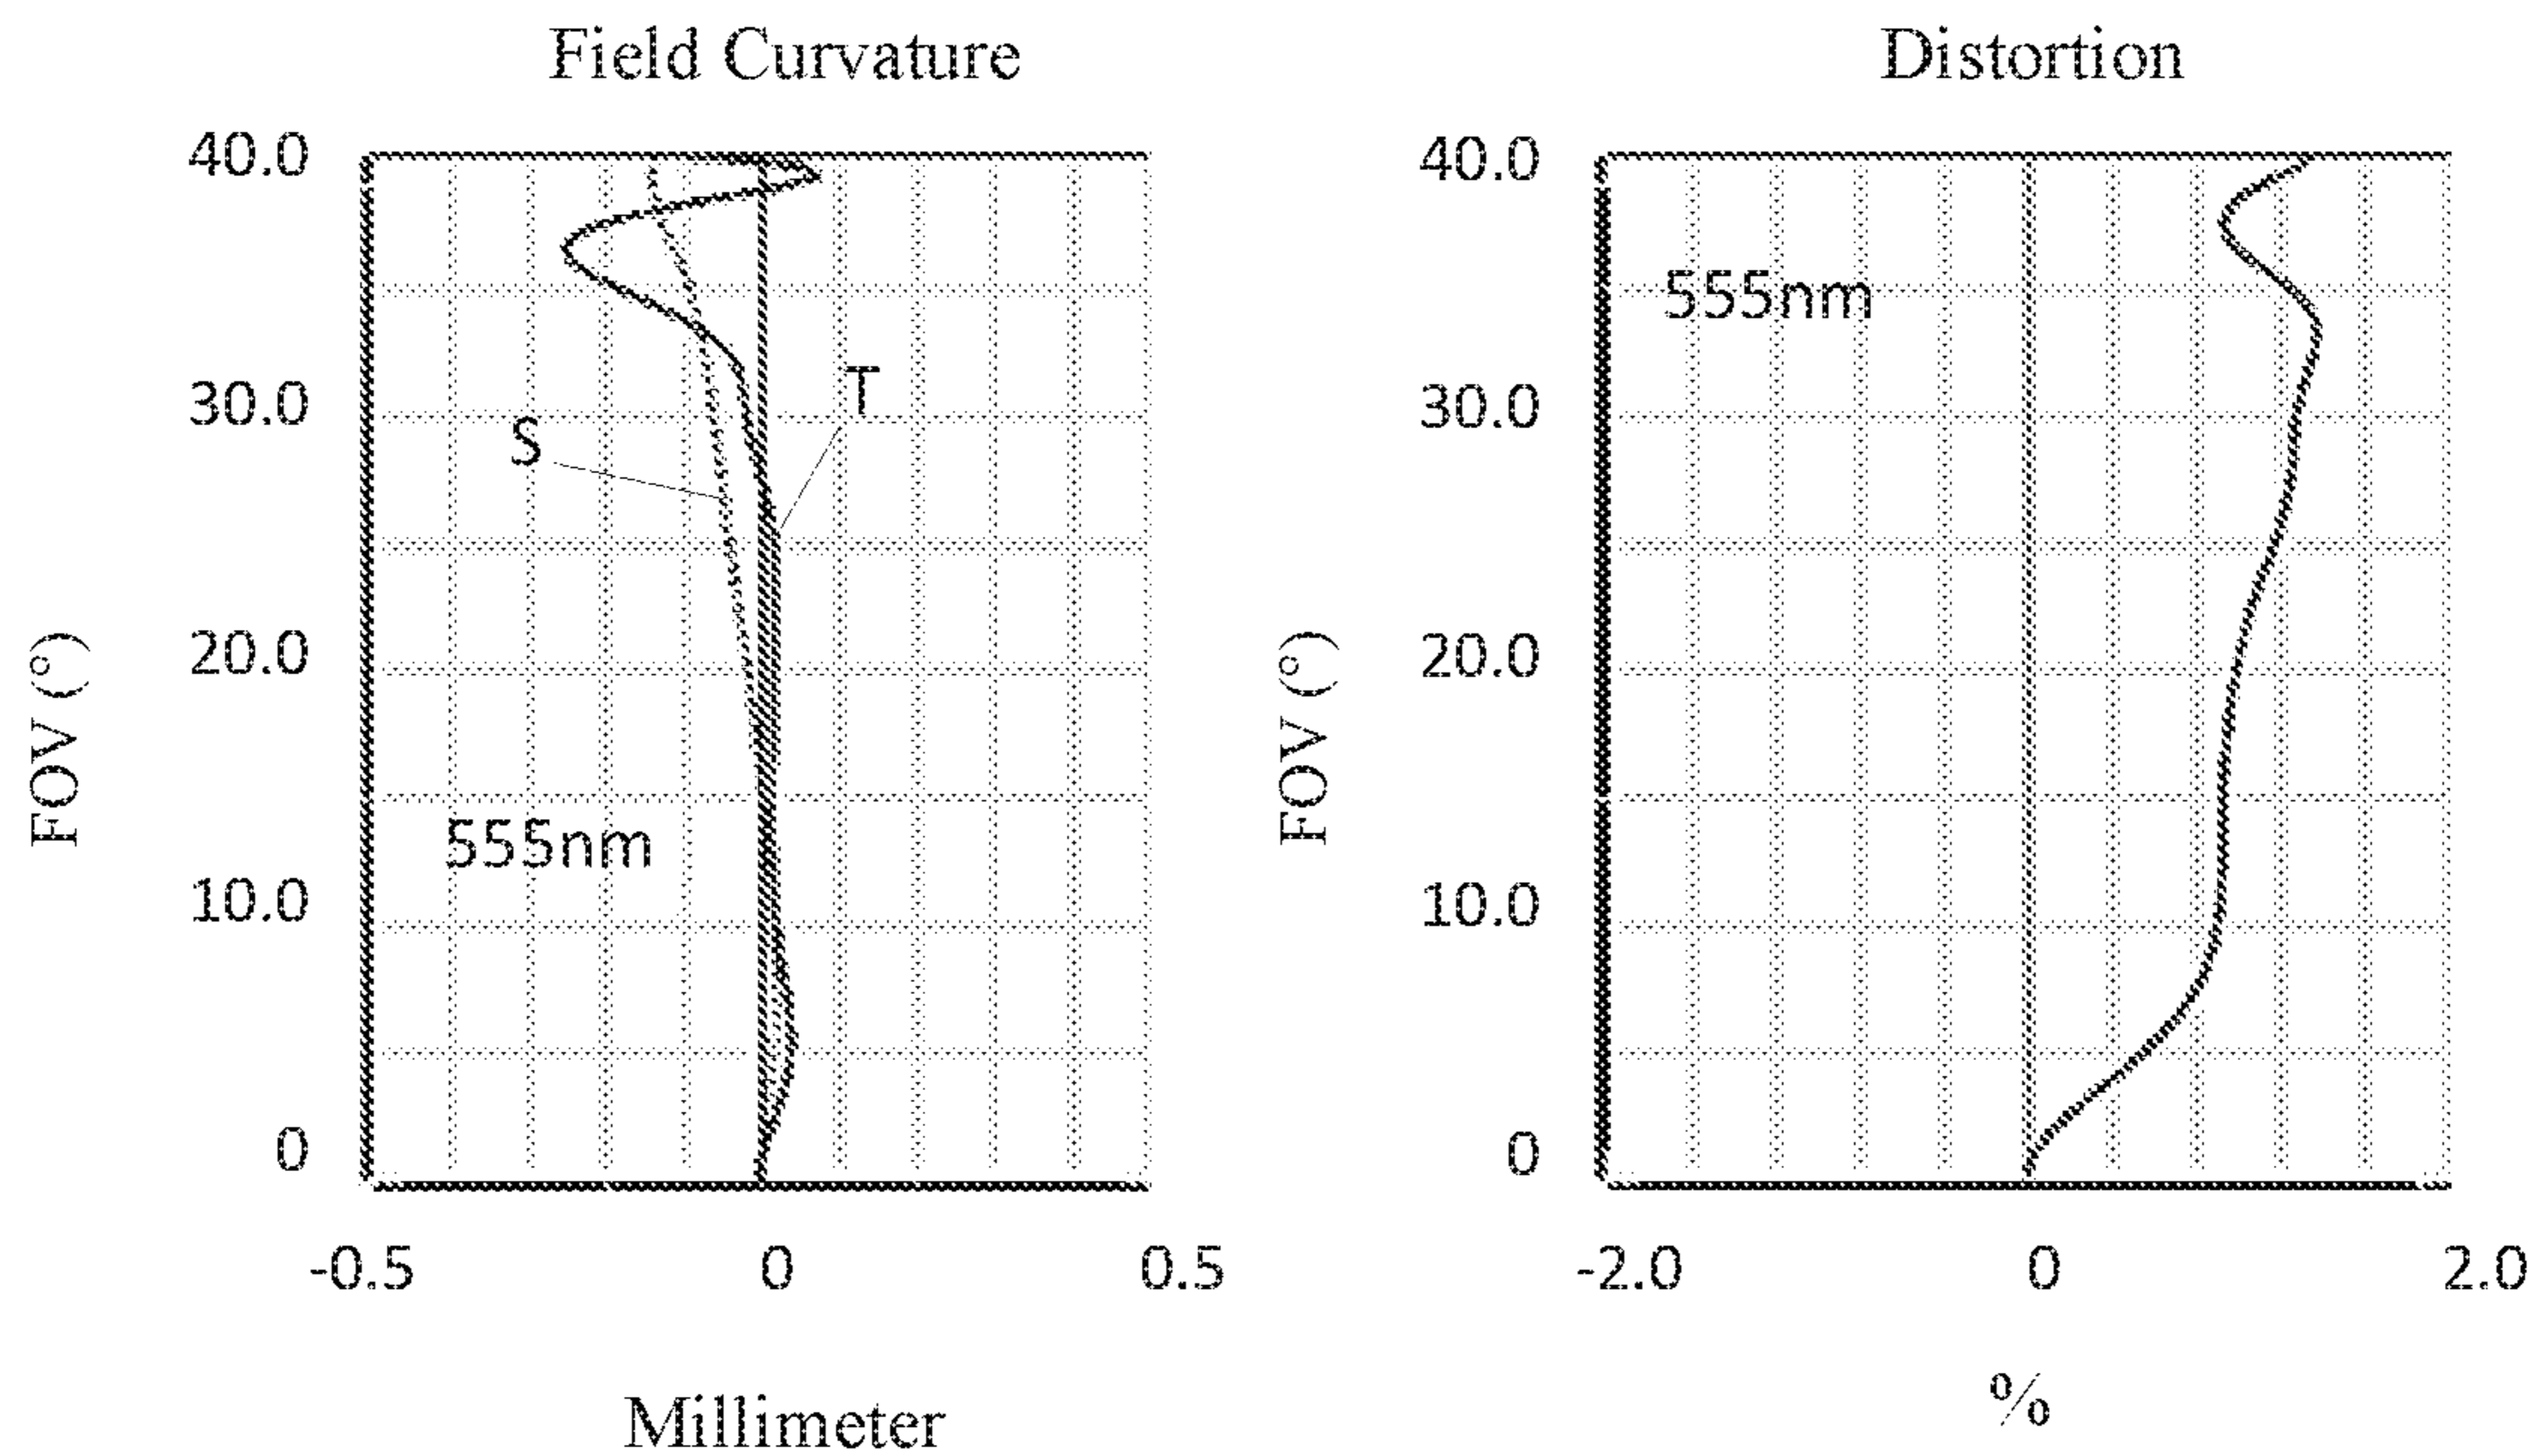 Field Curvature
40.0
30.0
20.0
10.0
0
FOV (°)
S
T
555nm
-0.5 0 0.5
Millimeter
Distortion
40.0
30.0
20.0
10.0
0
FOV (°)
555nm
-2.0 0 2.0
%